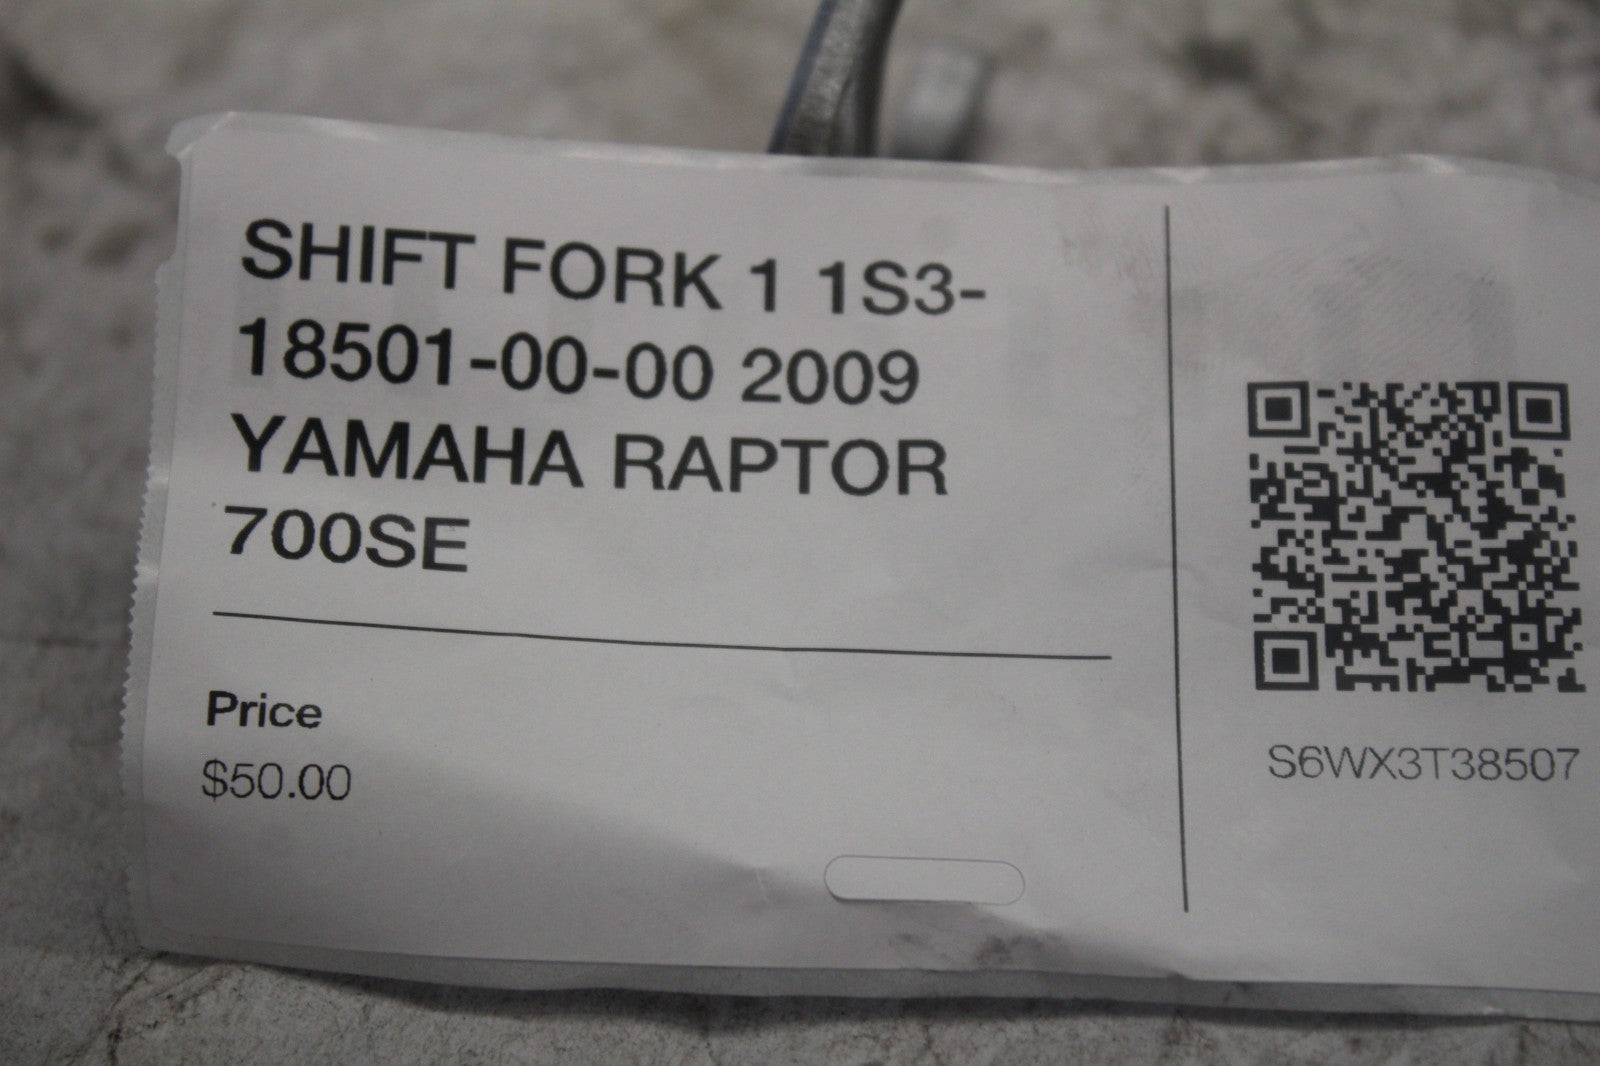 SHIFT FORK 1 1S3-
18501-00-00 2009
YAMAHA RAPTOR
700SE
Price
$50.00
S6WX3T38507